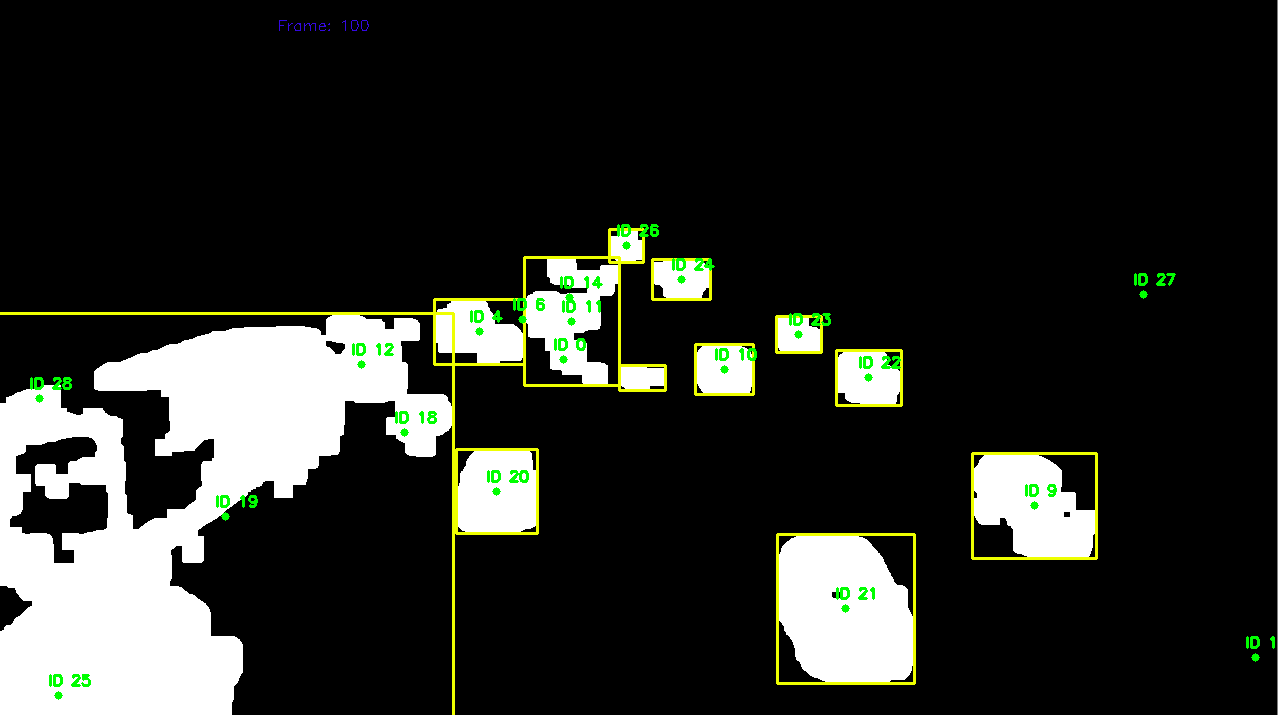 Frame: 100
ID 26
ID 24
ID 27
ID 14
ID 6
ID 11
ID 4
ID 23
ID 0
ID 12
ID 10
ID 22
ID 28
ID 18
ID 20
ID 9
ID 19
ID 21
ID 1
ID 25